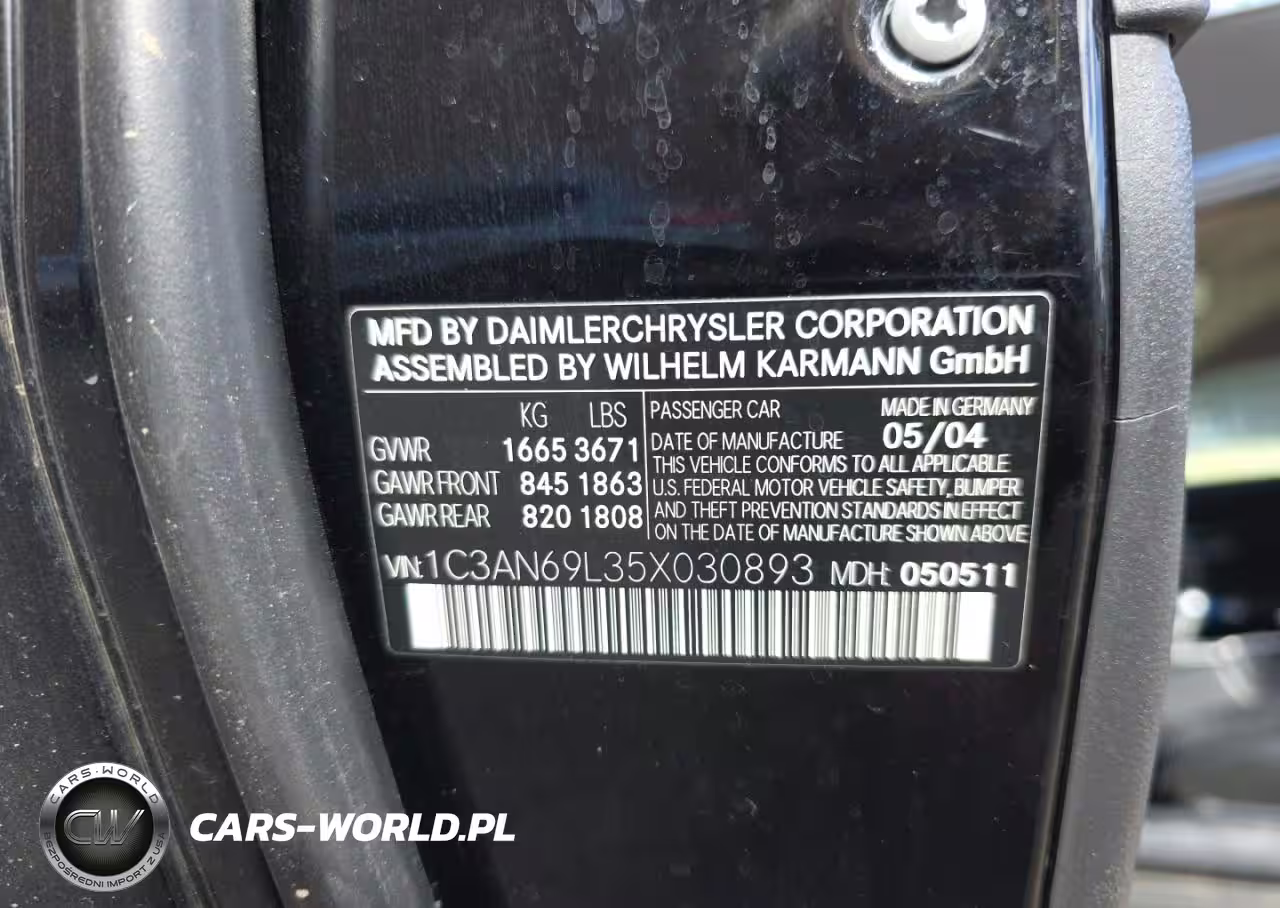 MFD BY DAIMLERCHRYSLER CORPORATION
ASSEMBLED BY WILHELM KARMANN GmbH
KG LBS
GVWR 1665 3671
GAWR FRONT 845 1863
GAWR REAR 820 1808
PASSENGER CAR MADE IN GERMANY
DATE OF MANUFACTURE 05/04
THIS VEHICLE CONFORMS TO ALL APPLICABLE
U.S. FEDERAL MOTOR VEHICLE SAFETY, BUMPER
AND THEFT PREVENTION STANDARDS IN EFFECT
ON THE DATE OF MANUFACTURE SHOWN ABOVE
VIN: 1C3AN69L35X030893 MDH: 050511
CARS-WORLD
CW
BEZPOŚREDNI IMPORT Z USA
CARS-WORLD.PL